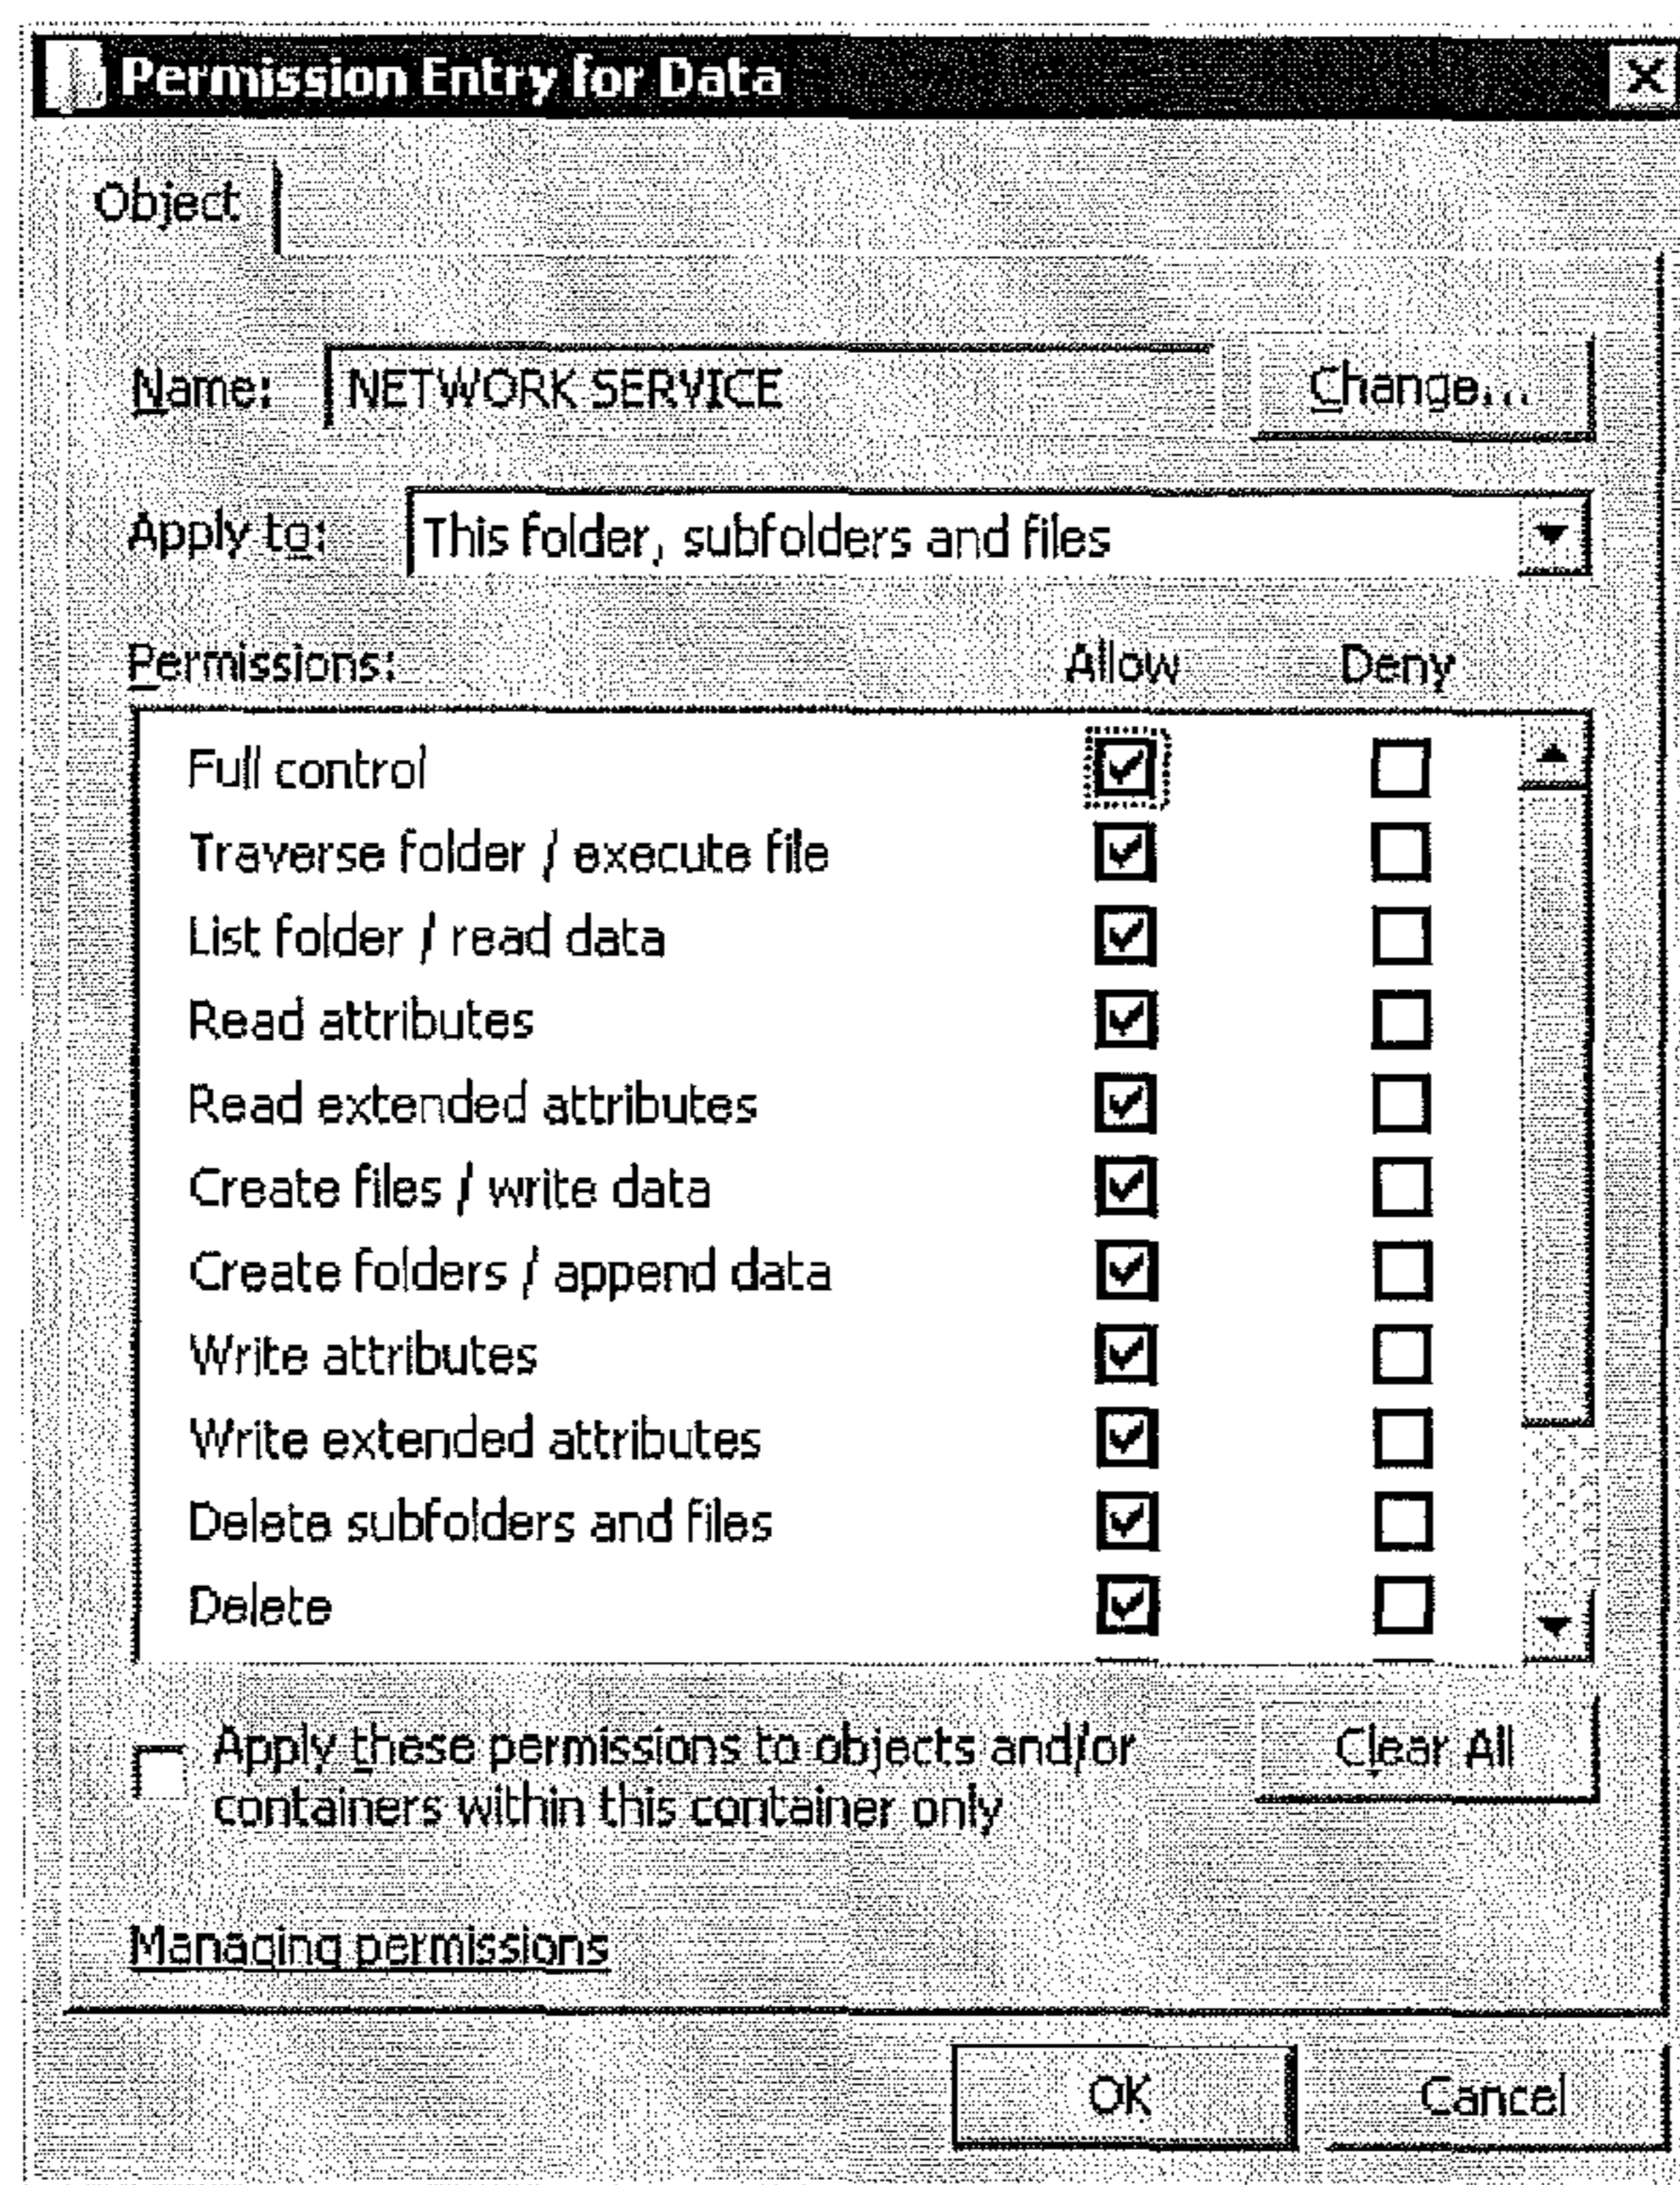 Permission Entry for Data
Object
Name: NETWORK SERVICE Change...
Apply to: This folder, subfolders and files
Permissions: Allow Deny
Full control
Traverse folder / execute file
List folder / read data
Read attributes
Read extended attributes
Create files / write data
Create folders / append data
Write attributes
Write extended attributes
Delete subfolders and files
Delete
Apply these permissions to objects and/or Clear All
containers within this container only
Managing permissions
OK Cancel